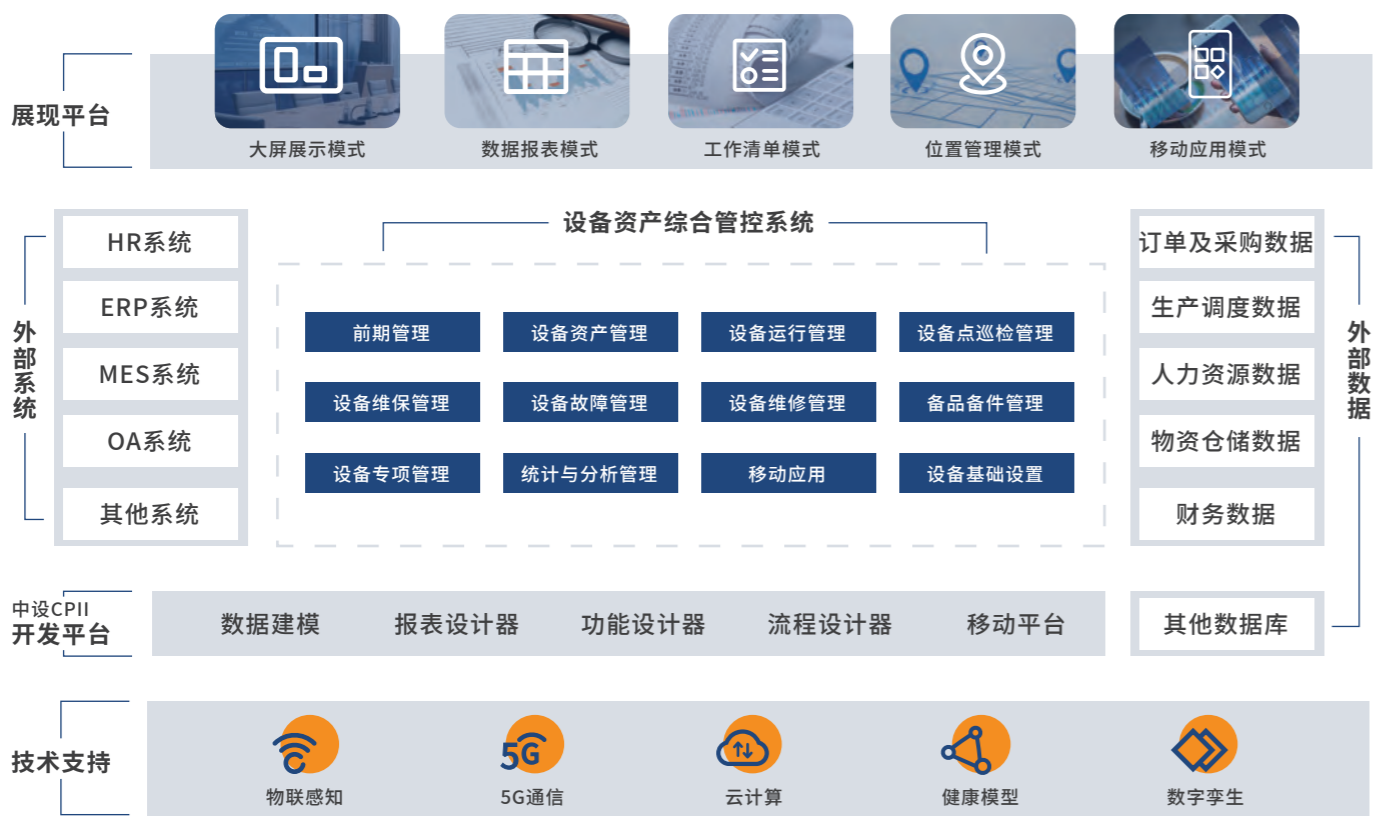 展现平台
大屏展示模式
数据报表模式
工作清单模式
位置管理模式
移动应用模式
外部系统
HR系统
ERP系统
MES系统
OA系统
其他系统
设备资产综合管控系统
前期管理
设备资产管理
设备运行管理
设备点巡检管理
设备维保管理
设备故障管理
设备维修管理
备品备件管理
设备专项管理
统计与分析管理
移动应用
设备基础设置
订单及采购数据
生产调度数据
人力资源数据
物资仓储数据
财务数据
外部数据
中设CPII
开发平台
数据建模
报表设计器
功能设计器
流程设计器
移动平台
其他数据库
技术支持
物联感知
5G
5G通信
云计算
健康模型
数字孪生